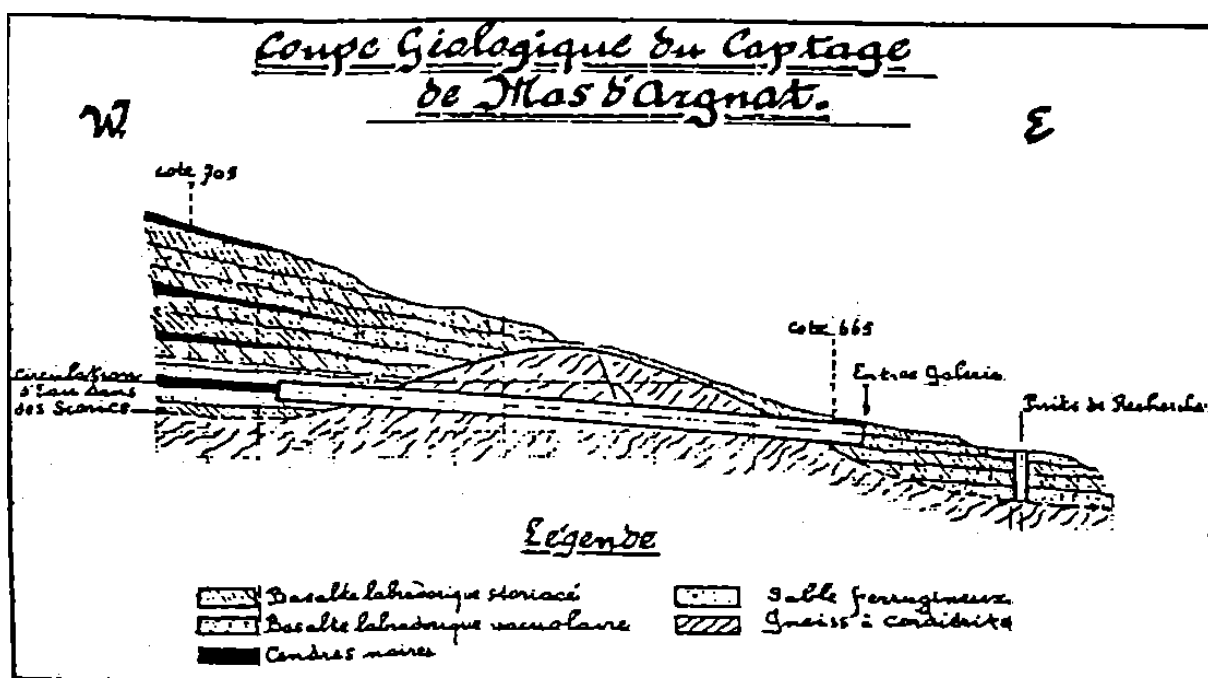 Coupe Géologique du Captage
de Mas d'Argnat.
W.
E
cote 705
cote 665
Entrée Galerie
Puits de Recherches
Circulation
d'Eau dans
des Scories
Légende
Basalte labradorique scoriacé
Basalte labradorique vacuolaire
Cendres noires
Sable ferrugineux
Gneiss à cordiérite